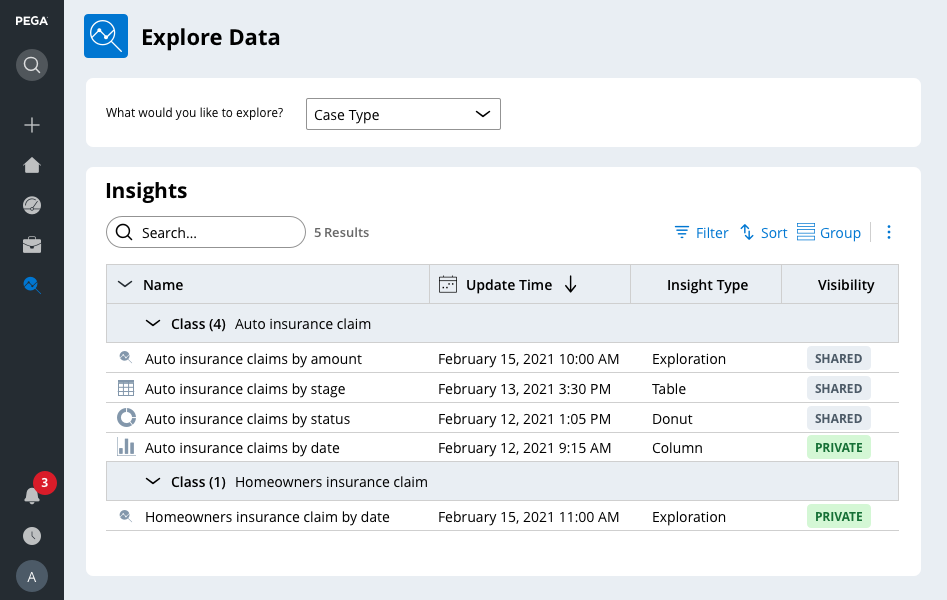 PEGA
Explore Data
What would you like to explore? Case Type
Insights
Search... 5 Results Filter Sort Group
Name Update Time Insight Type Visibility
Class (4) Auto insurance claim
Auto insurance claims by amount February 15, 2021 10:00 AM Exploration SHARED
Auto insurance claims by stage February 13, 2021 3:30 PM Table SHARED
Auto insurance claims by status February 12, 2021 1:05 PM Donut SHARED
Auto insurance claims by date February 12, 2021 9:15 AM Column PRIVATE
Class (1) Homeowners insurance claim
Homeowners insurance claim by date February 15, 2021 11:00 AM Exploration PRIVATE
3
A